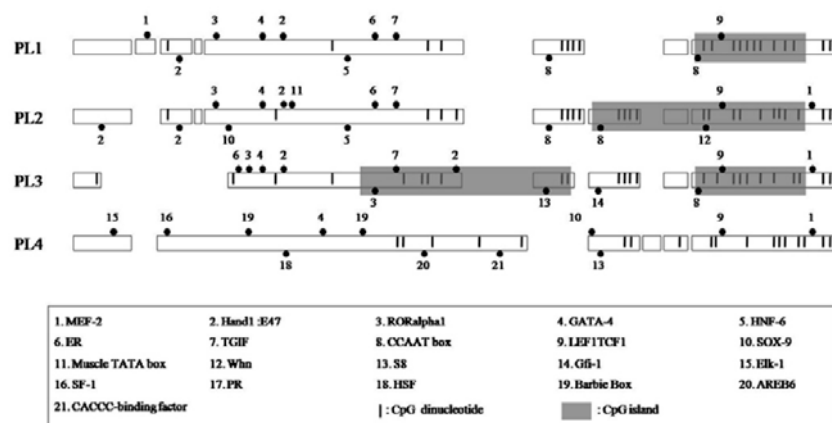 1 3 4 2 6 7 9
PL1
2 5 8 8
3 4 2 11 6 7 9 1
PL2
2 2 10 5 8 8 12
6 3 4 2 7 2 9 1
PL3
3 13 14 8
15 16 19 4 19 10 9 1
PL4
18 20 21 13
1. MEF-2 2. Hand1 :E47 3. RORalpha1 4. GATA-4 5. HNF-6
6. ER 7. TGIF 8. CCAAT box 9. LEF1TCF1 10. SOX-9
11. Muscle TATA box 12. Whn 13. S8 14. Gfi-1 15. Elk-1
16. SF-1 17. PR 18. HSF 19. Barbie Box 20. AREB6
21. CACCC-binding factor | : CpG dinucleotide : CpG island